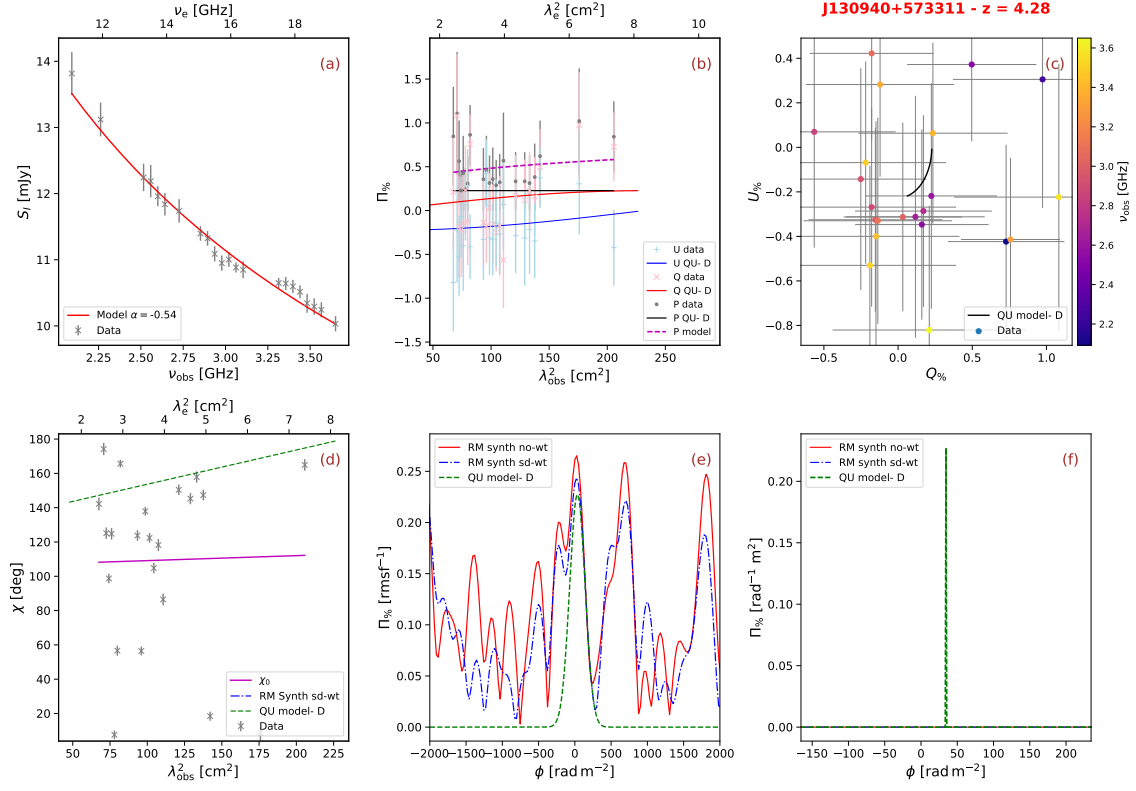 J130940+573311 - z = 4.28
ν_e [GHz]
12 14 16 18
(a)
S_I [mJy]
14
13
12
11
10
Model α = -0.54
Data
2.25 2.50 2.75 3.00 3.25 3.50
ν_obs [GHz]
λ_e^2 [cm^2]
2 4 6 8 10
(b)
Π_%
1.5
1.0
0.5
0.0
−0.5
−1.0
−1.5
U data
U QU- D
Q data
Q QU- D
P data
P QU- D
P model
50 100 150 200 250
λ_obs^2 [cm^2]
(c)
U_%
0.4
0.2
0.0
−0.2
−0.4
−0.6
−0.8
QU model- D
Data
−0.5 0.0 0.5 1.0
Q_%
3.6
3.4
3.2
3.0
2.8
2.6
2.4
2.2
ν_obs [GHz]
λ_e^2 [cm^2]
2 3 4 5 6 7 8
(d)
χ [deg]
180
160
140
120
100
80
60
40
20
χ_0
RM Synth sd-wt
QU model- D
Data
50 75 100 125 150 175 200 225
λ_obs^2 [cm^2]
RM synth no-wt
RM synth sd-wt
QU model- D
(e)
Π_% [rmsf^−1]
0.25
0.20
0.15
0.10
0.05
0.00
−2000 −1500 −1000 −500 0 500 1000 1500 2000
ϕ [rad m^−2]
RM synth no-wt
RM synth sd-wt
QU model- D
(f)
Π_% [rad^−1 m^2]
0.20
0.15
0.10
0.05
0.00
−150 −100 −50 0 50 100 150 200
ϕ [rad m^−2]